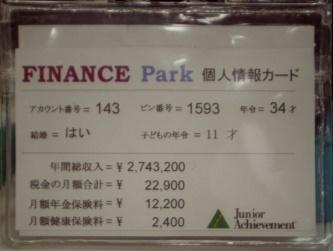 FINANCE Park 個人情報カード
アカウント番号 = 143 ピン番号 = 1593 年令 = 34才
結婚 = はい 子どもの年令 = 11 才
年間総収入 = ¥ 2,743,200
税金の月額合計 = ¥ 22,900
月額年金保険料 = ¥ 12,200
月額健康保険料 = ¥ 2,400
Junior
Achievement